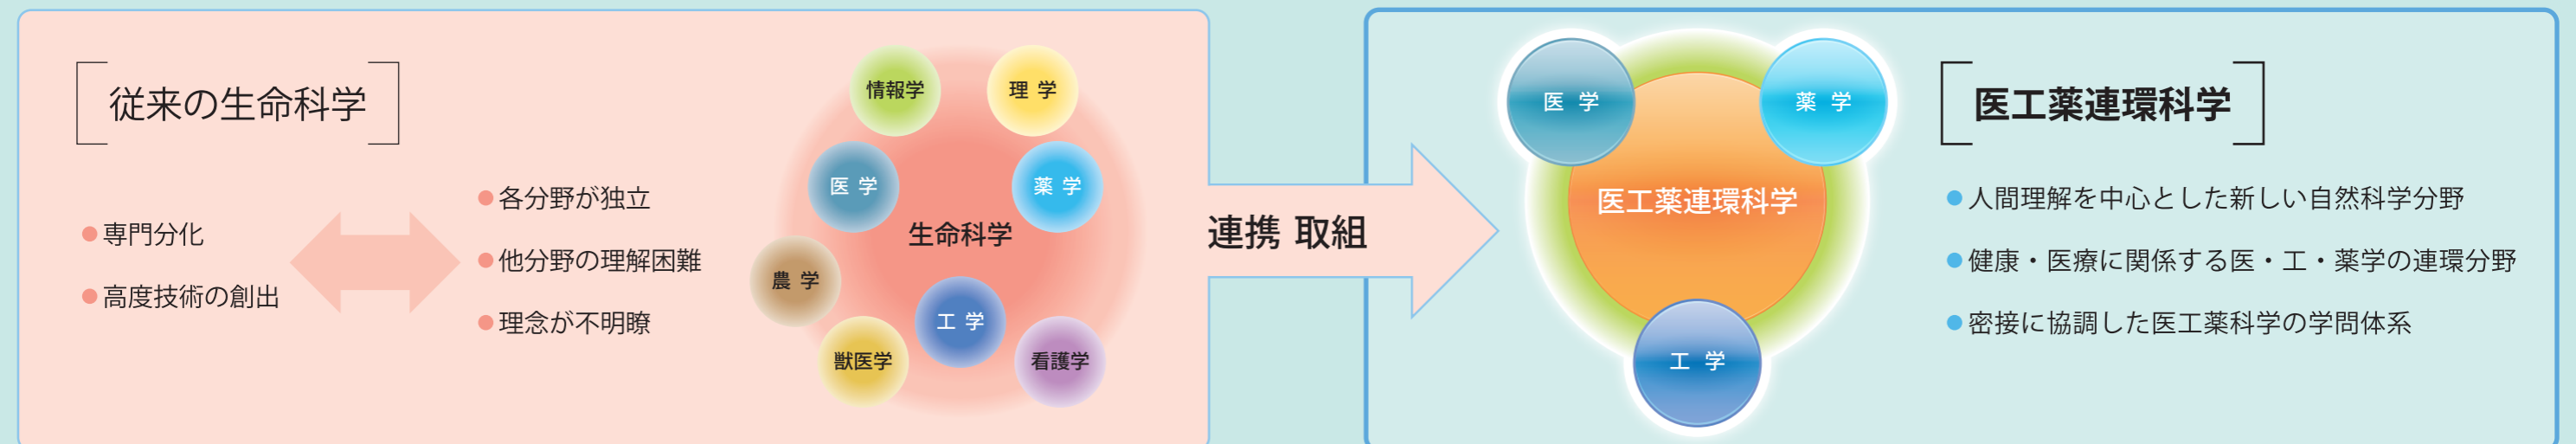 従来の生命科学
●専門分化
●高度技術の創出
●各分野が独立
●他分野の理解困難
●理念が不明瞭
情報学
理 学
医 学
薬 学
生命科学
農 学
工 学
獣医学
看護学
連携 取組
医 学
薬 学
医工薬連環科学
工 学
医工薬連環科学
●人間理解を中心とした新しい自然科学分野
●健康・医療に関係する医・工・薬学の連環分野
●密接に協調した医工薬科学の学問体系